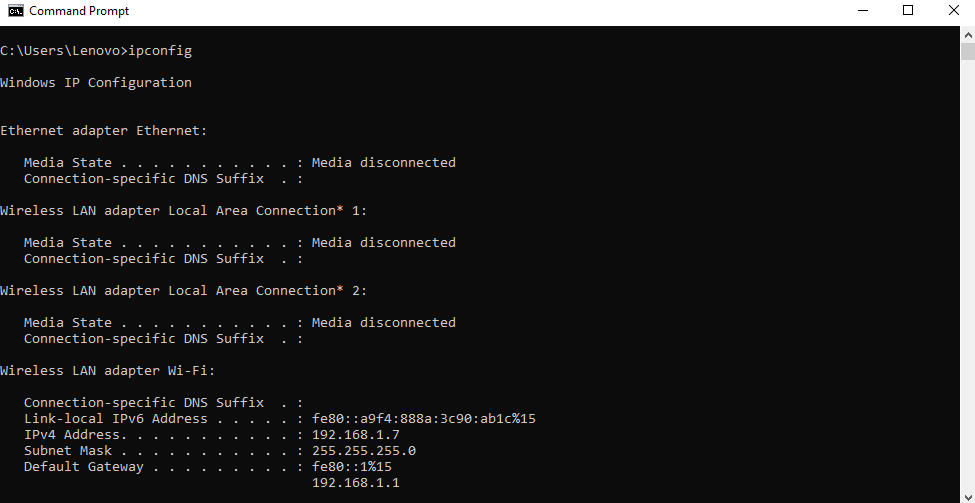 Command Prompt
C:\Users\Lenovo>ipconfig
Windows IP Configuration
Ethernet adapter Ethernet:
   Media State . . . . . . . . . . . : Media disconnected
   Connection-specific DNS Suffix  . :
Wireless LAN adapter Local Area Connection* 1:
   Media State . . . . . . . . . . . : Media disconnected
   Connection-specific DNS Suffix  . :
Wireless LAN adapter Local Area Connection* 2:
   Media State . . . . . . . . . . . : Media disconnected
   Connection-specific DNS Suffix  . :
Wireless LAN adapter Wi-Fi:
   Connection-specific DNS Suffix  . :
   Link-local IPv6 Address . . . . . : fe80::a9f4:888a:3c90:ab1c%15
   IPv4 Address. . . . . . . . . . . : 192.168.1.7
   Subnet Mask . . . . . . . . . . . : 255.255.255.0
   Default Gateway . . . . . . . . . : fe80::1%15
                                       192.168.1.1